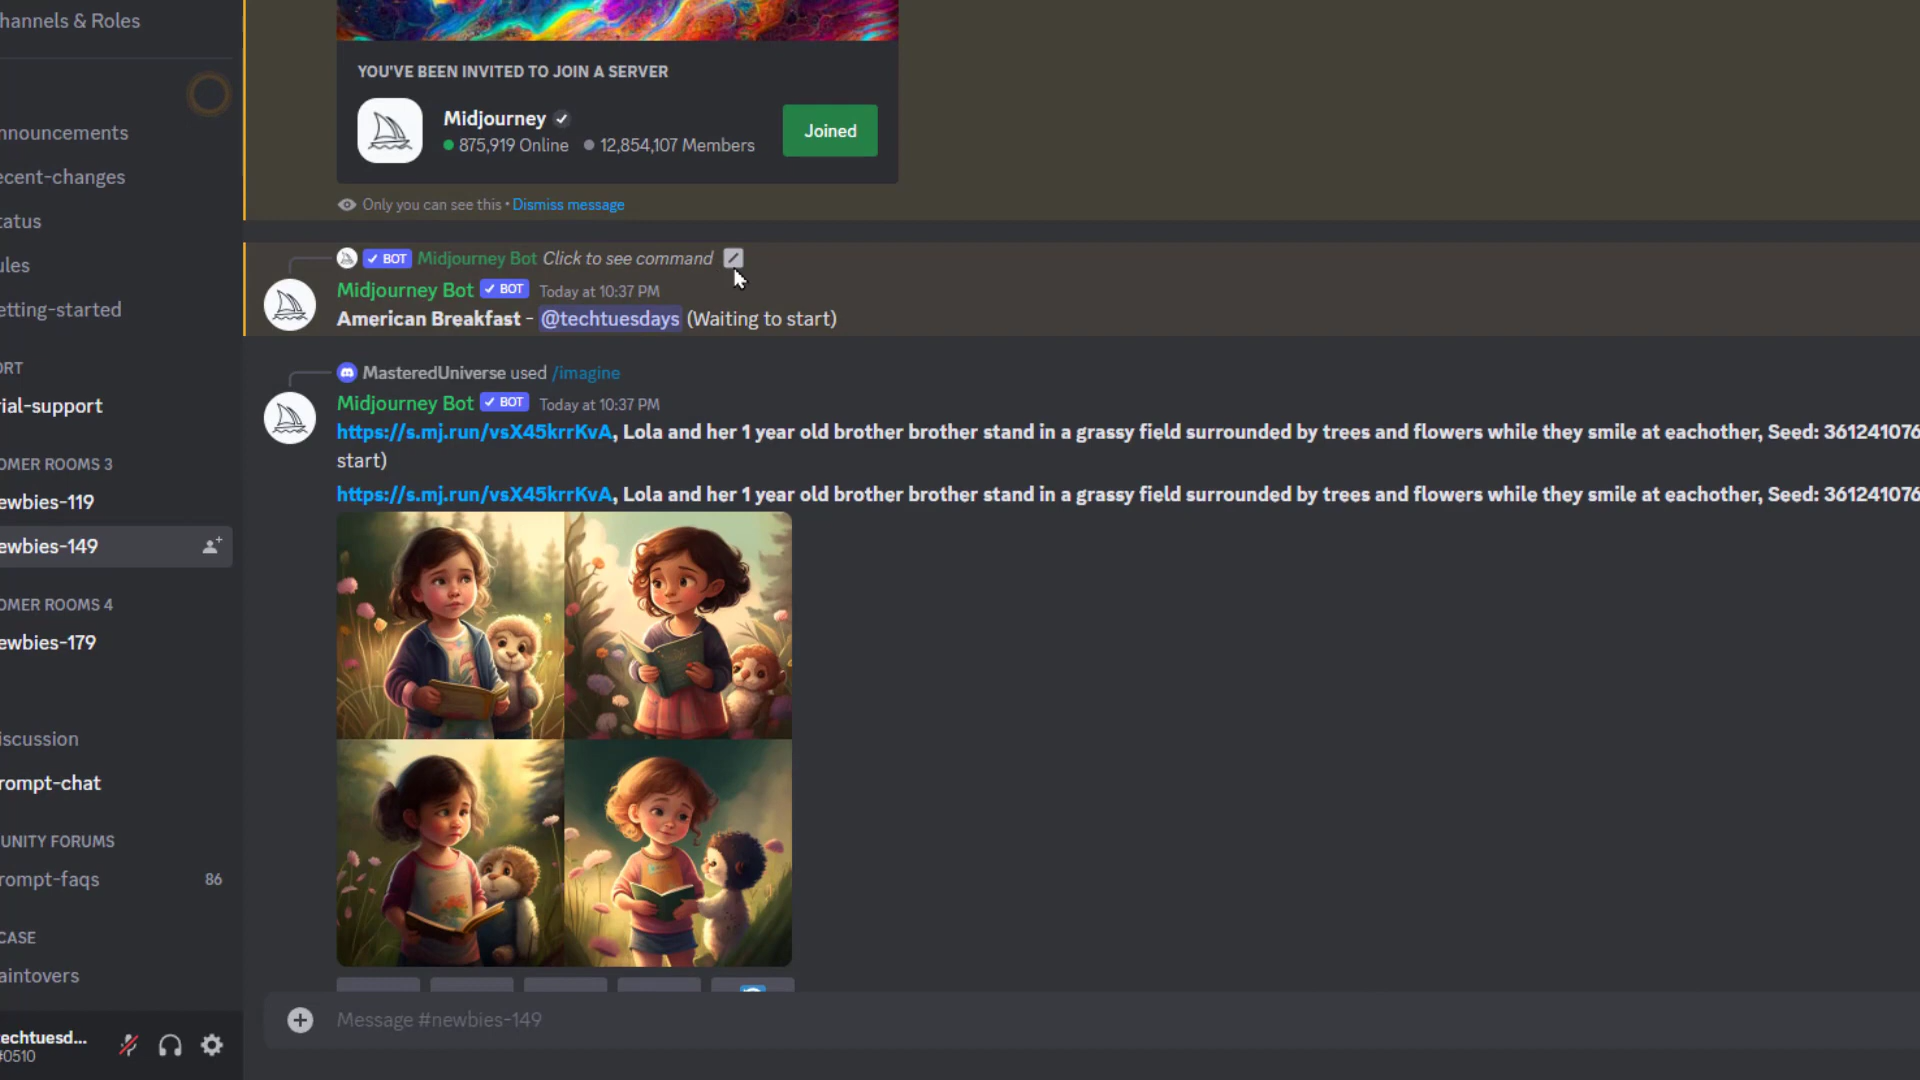 hannels & Roles
nnouncements
ecent-changes
tatus
ules
etting-started
ORT
rial-support
OMER ROOMS 3
ewbies-119
ewbies-149
OMER ROOMS 4
ewbies-179
iscussion
rompt-chat
UNITY FORUMS
rompt-faqs 86
CASE
aintovers
techtuesd...
#0510
YOU'VE BEEN INVITED TO JOIN A SERVER
Midjourney
875,919 Online 12,854,107 Members
Joined
Only you can see this • Dismiss message
BOT Midjourney Bot Click to see command
Midjourney Bot BOT Today at 10:37 PM
American Breakfast - @techtuesdays (Waiting to start)
MasteredUniverse used /imagine
Midjourney Bot BOT Today at 10:37 PM
https://s.mj.run/vsX45krrKvA, Lola and her 1 year old brother brother stand in a grassy field surrounded by trees and flowers while they smile at eachother, Seed: 361241076
start)
https://s.mj.run/vsX45krrKvA, Lola and her 1 year old brother brother stand in a grassy field surrounded by trees and flowers while they smile at eachother, Seed: 361241076
Message #newbies-149